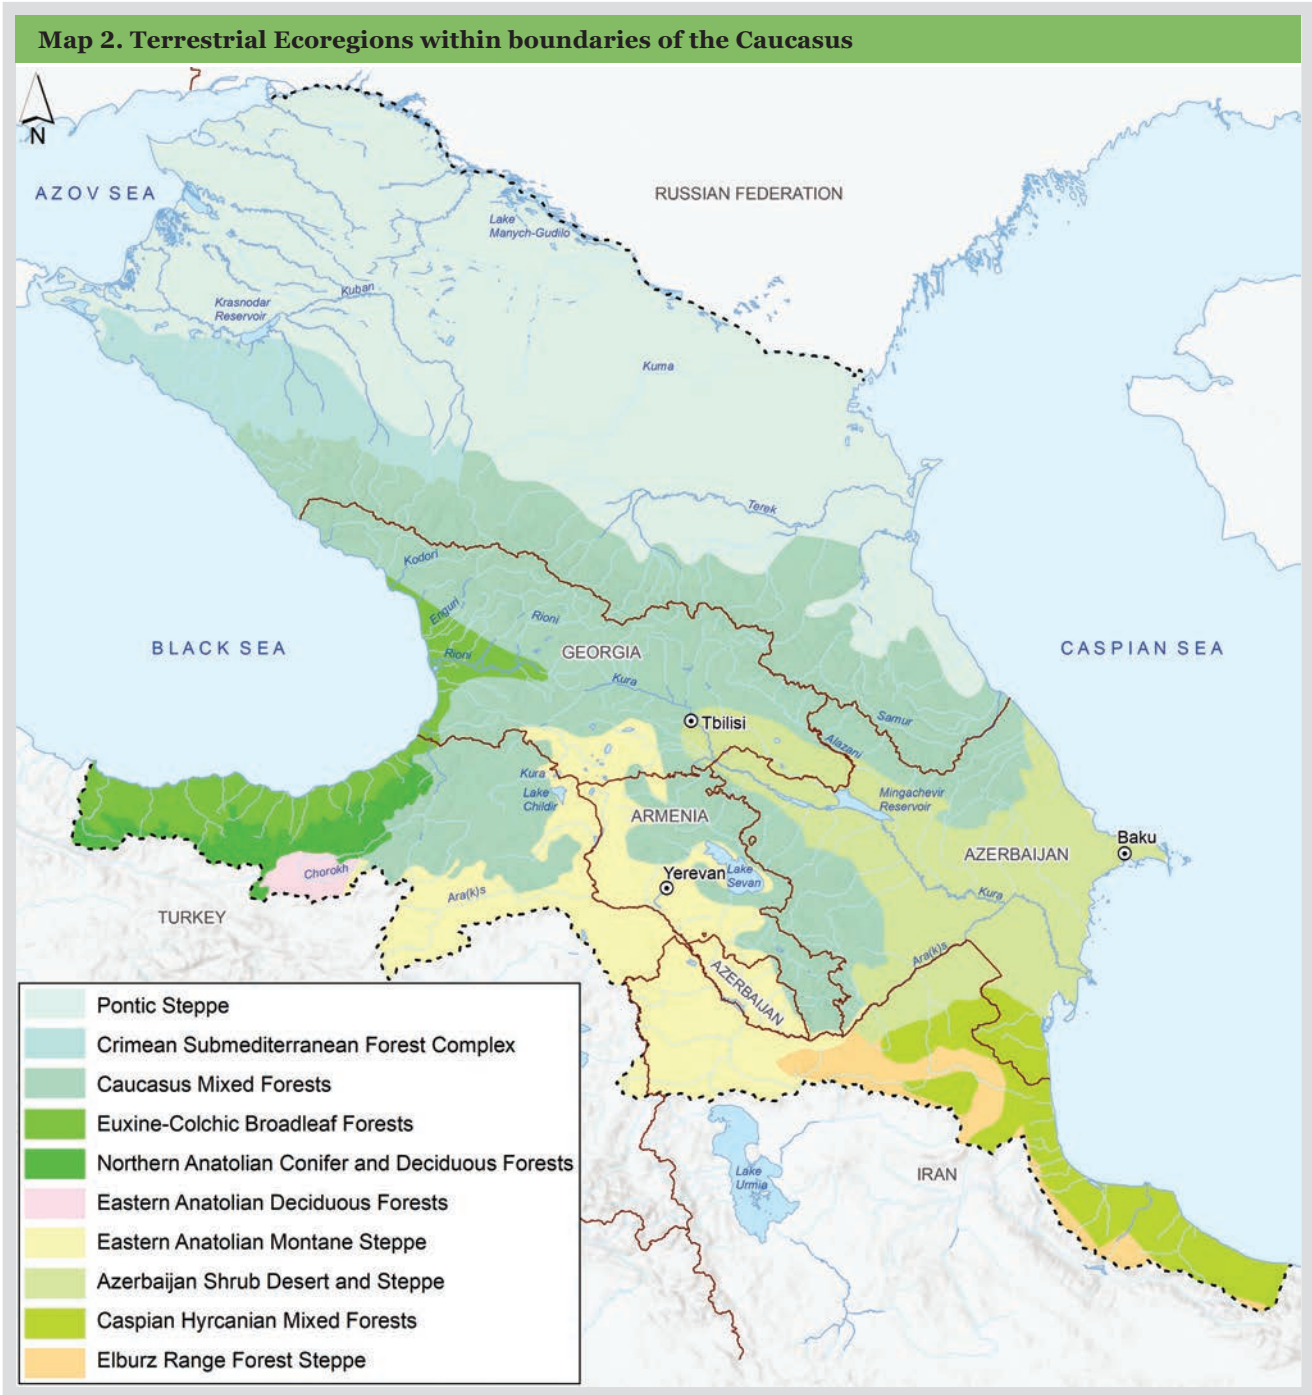 Map 2. Terrestrial Ecoregions within boundaries of the Caucasus
N
AZOV SEA
RUSSIAN FEDERATION
Lake
Manych-Gudilo
Kuban
Krasnodar
Reservoir
Kuma
Terek
Kodori
Enguri
Rioni
Rioni
BLACK SEA
GEORGIA
CASPIAN SEA
Kura
Tbilisi
Samur
Alazani
Kura
Lake
Childir
Mingachevir
Reservoir
ARMENIA
Baku
AZERBAIJAN
Yerevan
Lake
Sevan
Chorokh
Ara(k)s
Kura
TURKEY
Ara(k)s
AZERBAIJAN
Lake
Urmia
IRAN
Pontic Steppe
Crimean Submediterranean Forest Complex
Caucasus Mixed Forests
Euxine-Colchic Broadleaf Forests
Northern Anatolian Conifer and Deciduous Forests
Eastern Anatolian Deciduous Forests
Eastern Anatolian Montane Steppe
Azerbaijan Shrub Desert and Steppe
Caspian Hyrcanian Mixed Forests
Elburz Range Forest Steppe